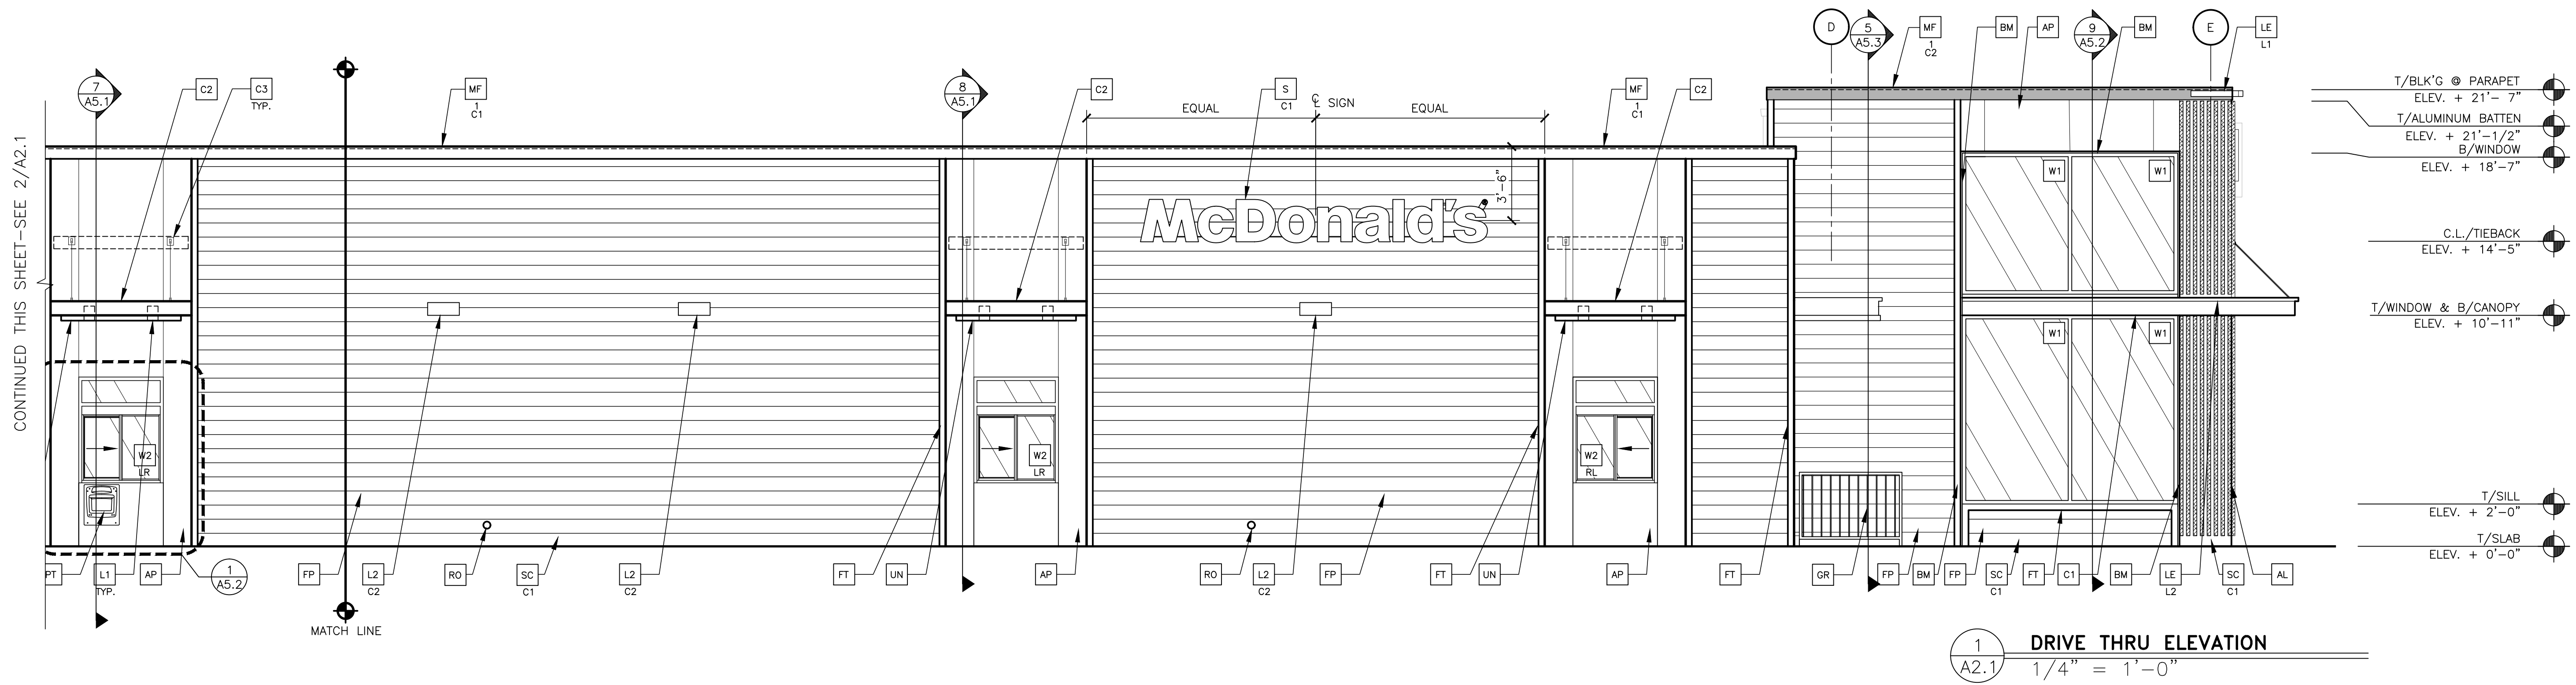 D
5
A5.3
MF
1
C2
BM
AP
9
A5.2
BM
E
LE
L1
7
A5.1
C2
C3
TYP.
MF
1
C1
8
A5.1
C2
S
C1
℄ SIGN
EQUAL
EQUAL
MF
1
C1
C2
T/BLK'G @ PARAPET
ELEV. + 21'- 7"
T/ALUMINUM BATTEN
ELEV. + 21'-1/2"
B/WINDOW
ELEV. + 18'-7"
C.L./TIEBACK
ELEV. + 14'-5"
T/WINDOW & B/CANOPY
ELEV. + 10'-11"
T/SILL
ELEV. + 2'-0"
T/SLAB
ELEV. + 0'-0"
CONTINUED THIS SHEET-SEE 2/A2.1
3'-6"
McDonald's
W1
W1
W1
W1
W2
LR
W2
LR
W2
RL
PT
L1
TYP.
AP
1
A5.2
FP
L2
C2
RO
SC
C1
L2
C2
FT
UN
AP
RO
L2
C2
FP
FT
UN
AP
FT
GR
FP
BM
FP
SC
C1
FT
C1
BM
LE
L2
SC
C1
AL
MATCH LINE
1
A2.1
DRIVE THRU ELEVATION
1/4" = 1'-0"